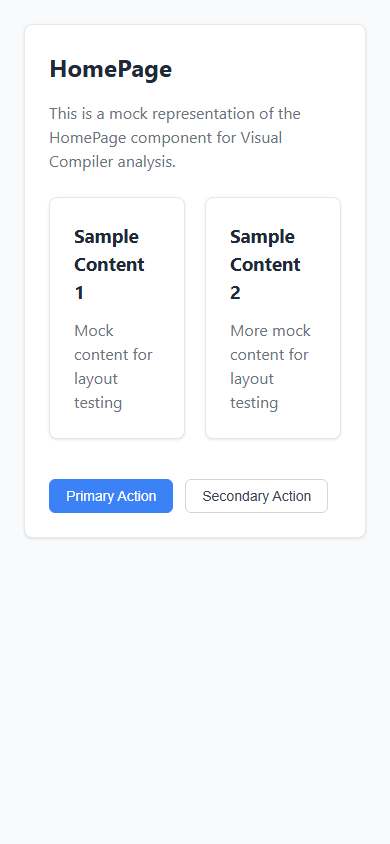 HomePage
This is a mock representation of the
HomePage component for Visual
Compiler analysis.
Sample
Content
1
Mock
content for
layout
testing
Sample
Content
2
More mock
content for
layout
testing
Primary Action
Secondary Action